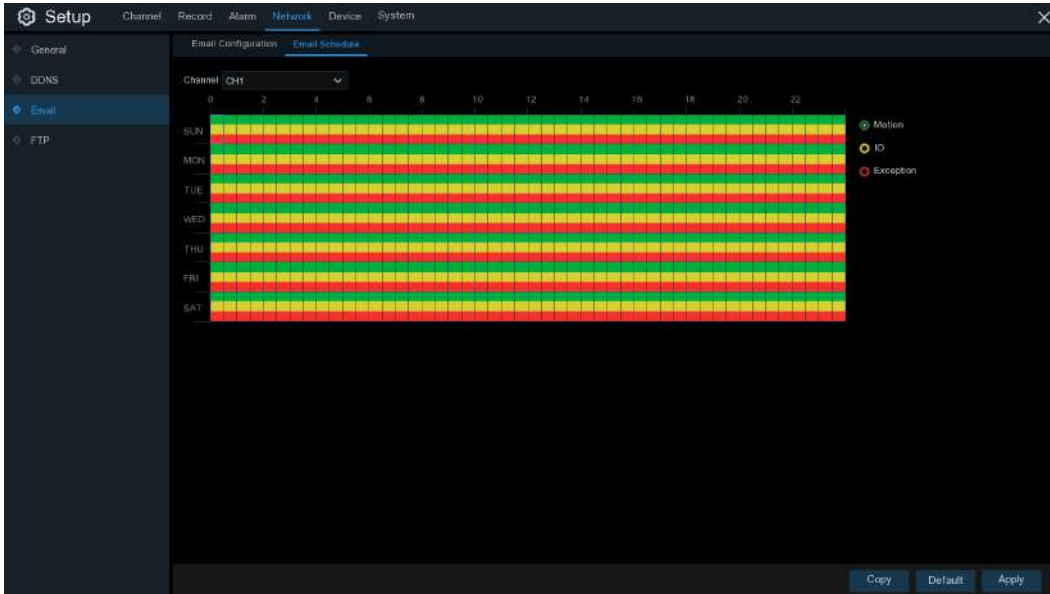 Setup Channel Record Alarm Network Device System
General
DDNS
Email
FTP
Email Configuration Email Schedule
Channel CH1
0 2 4 6 8 10 12 14 16 18 20 22
SUN
MON
TUE
WED
THU
FRI
SAT
Motion
IO
Exception
Copy Default Apply